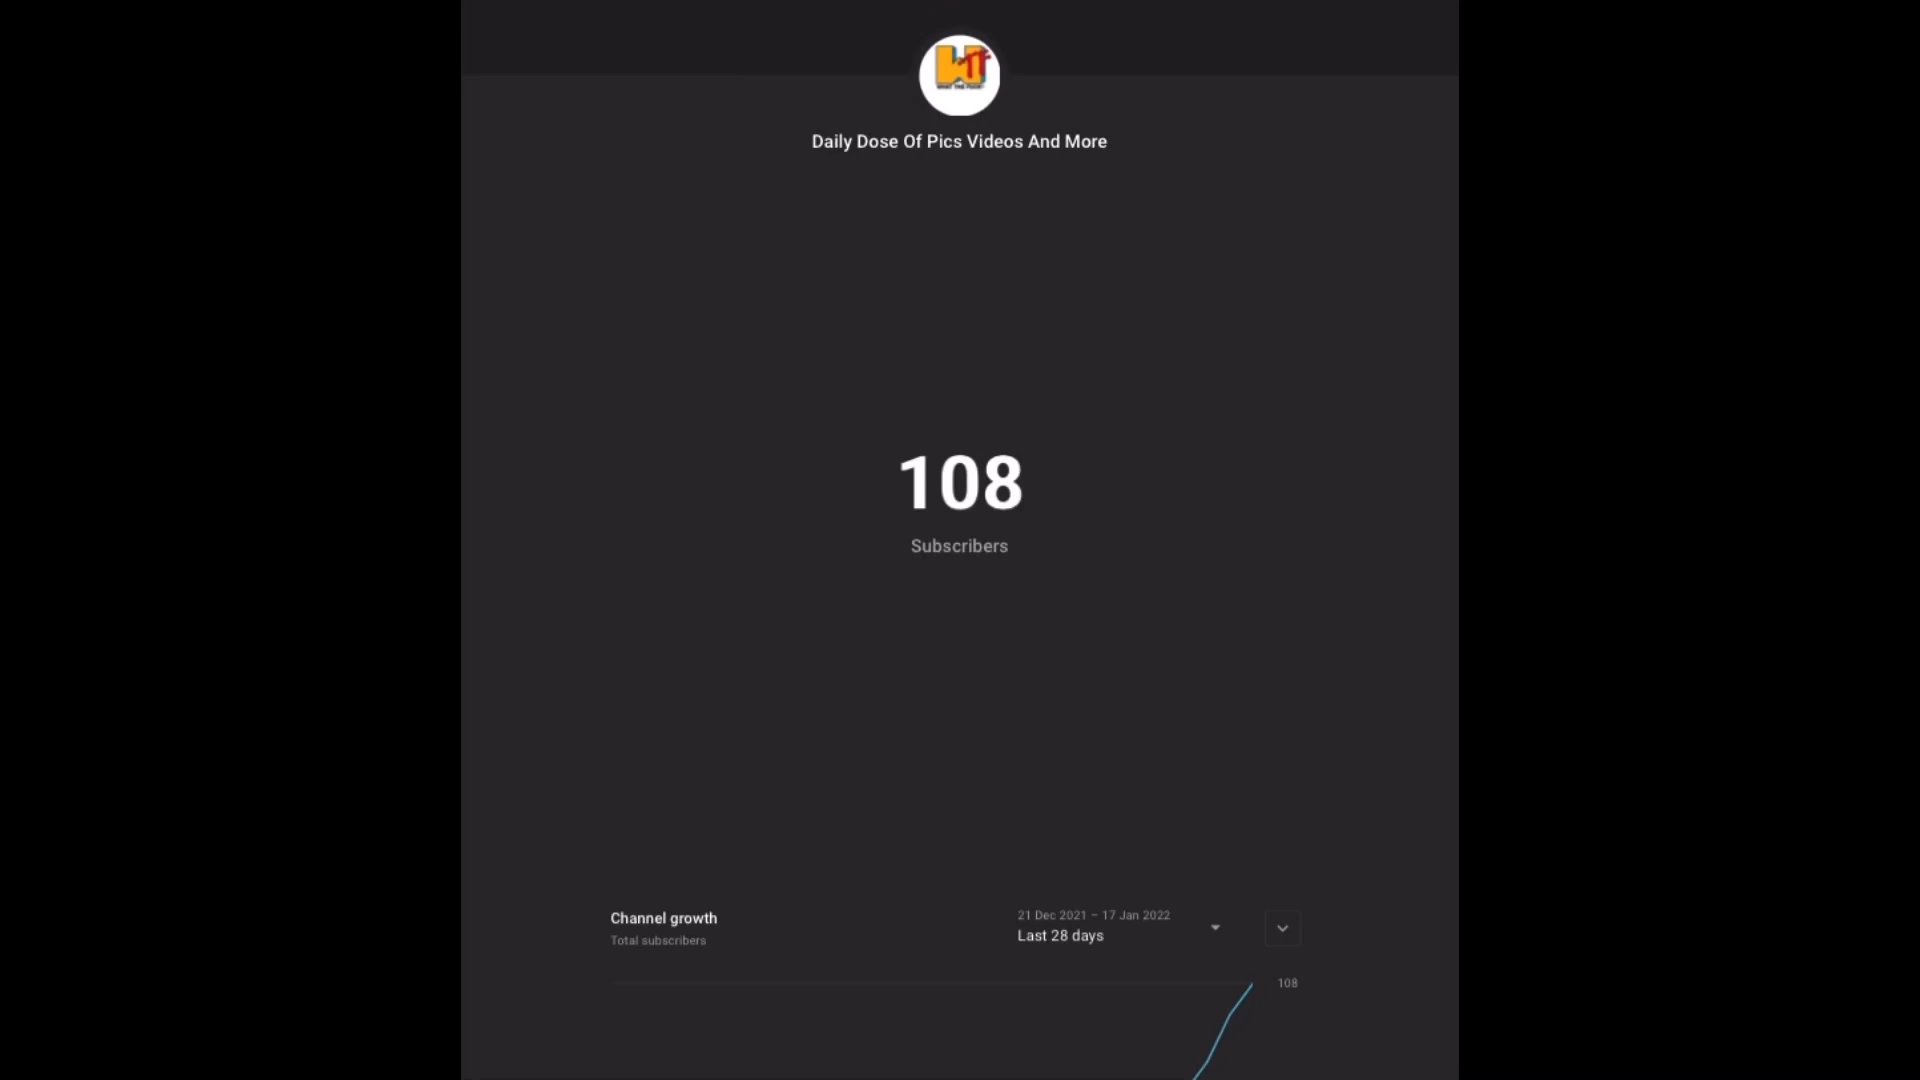 Daily Dose Of Pics Videos And More
108
Subscribers
Channel growth
Total subscribers
21 Dec 2021 – 17 Jan 2022
Last 28 days
108